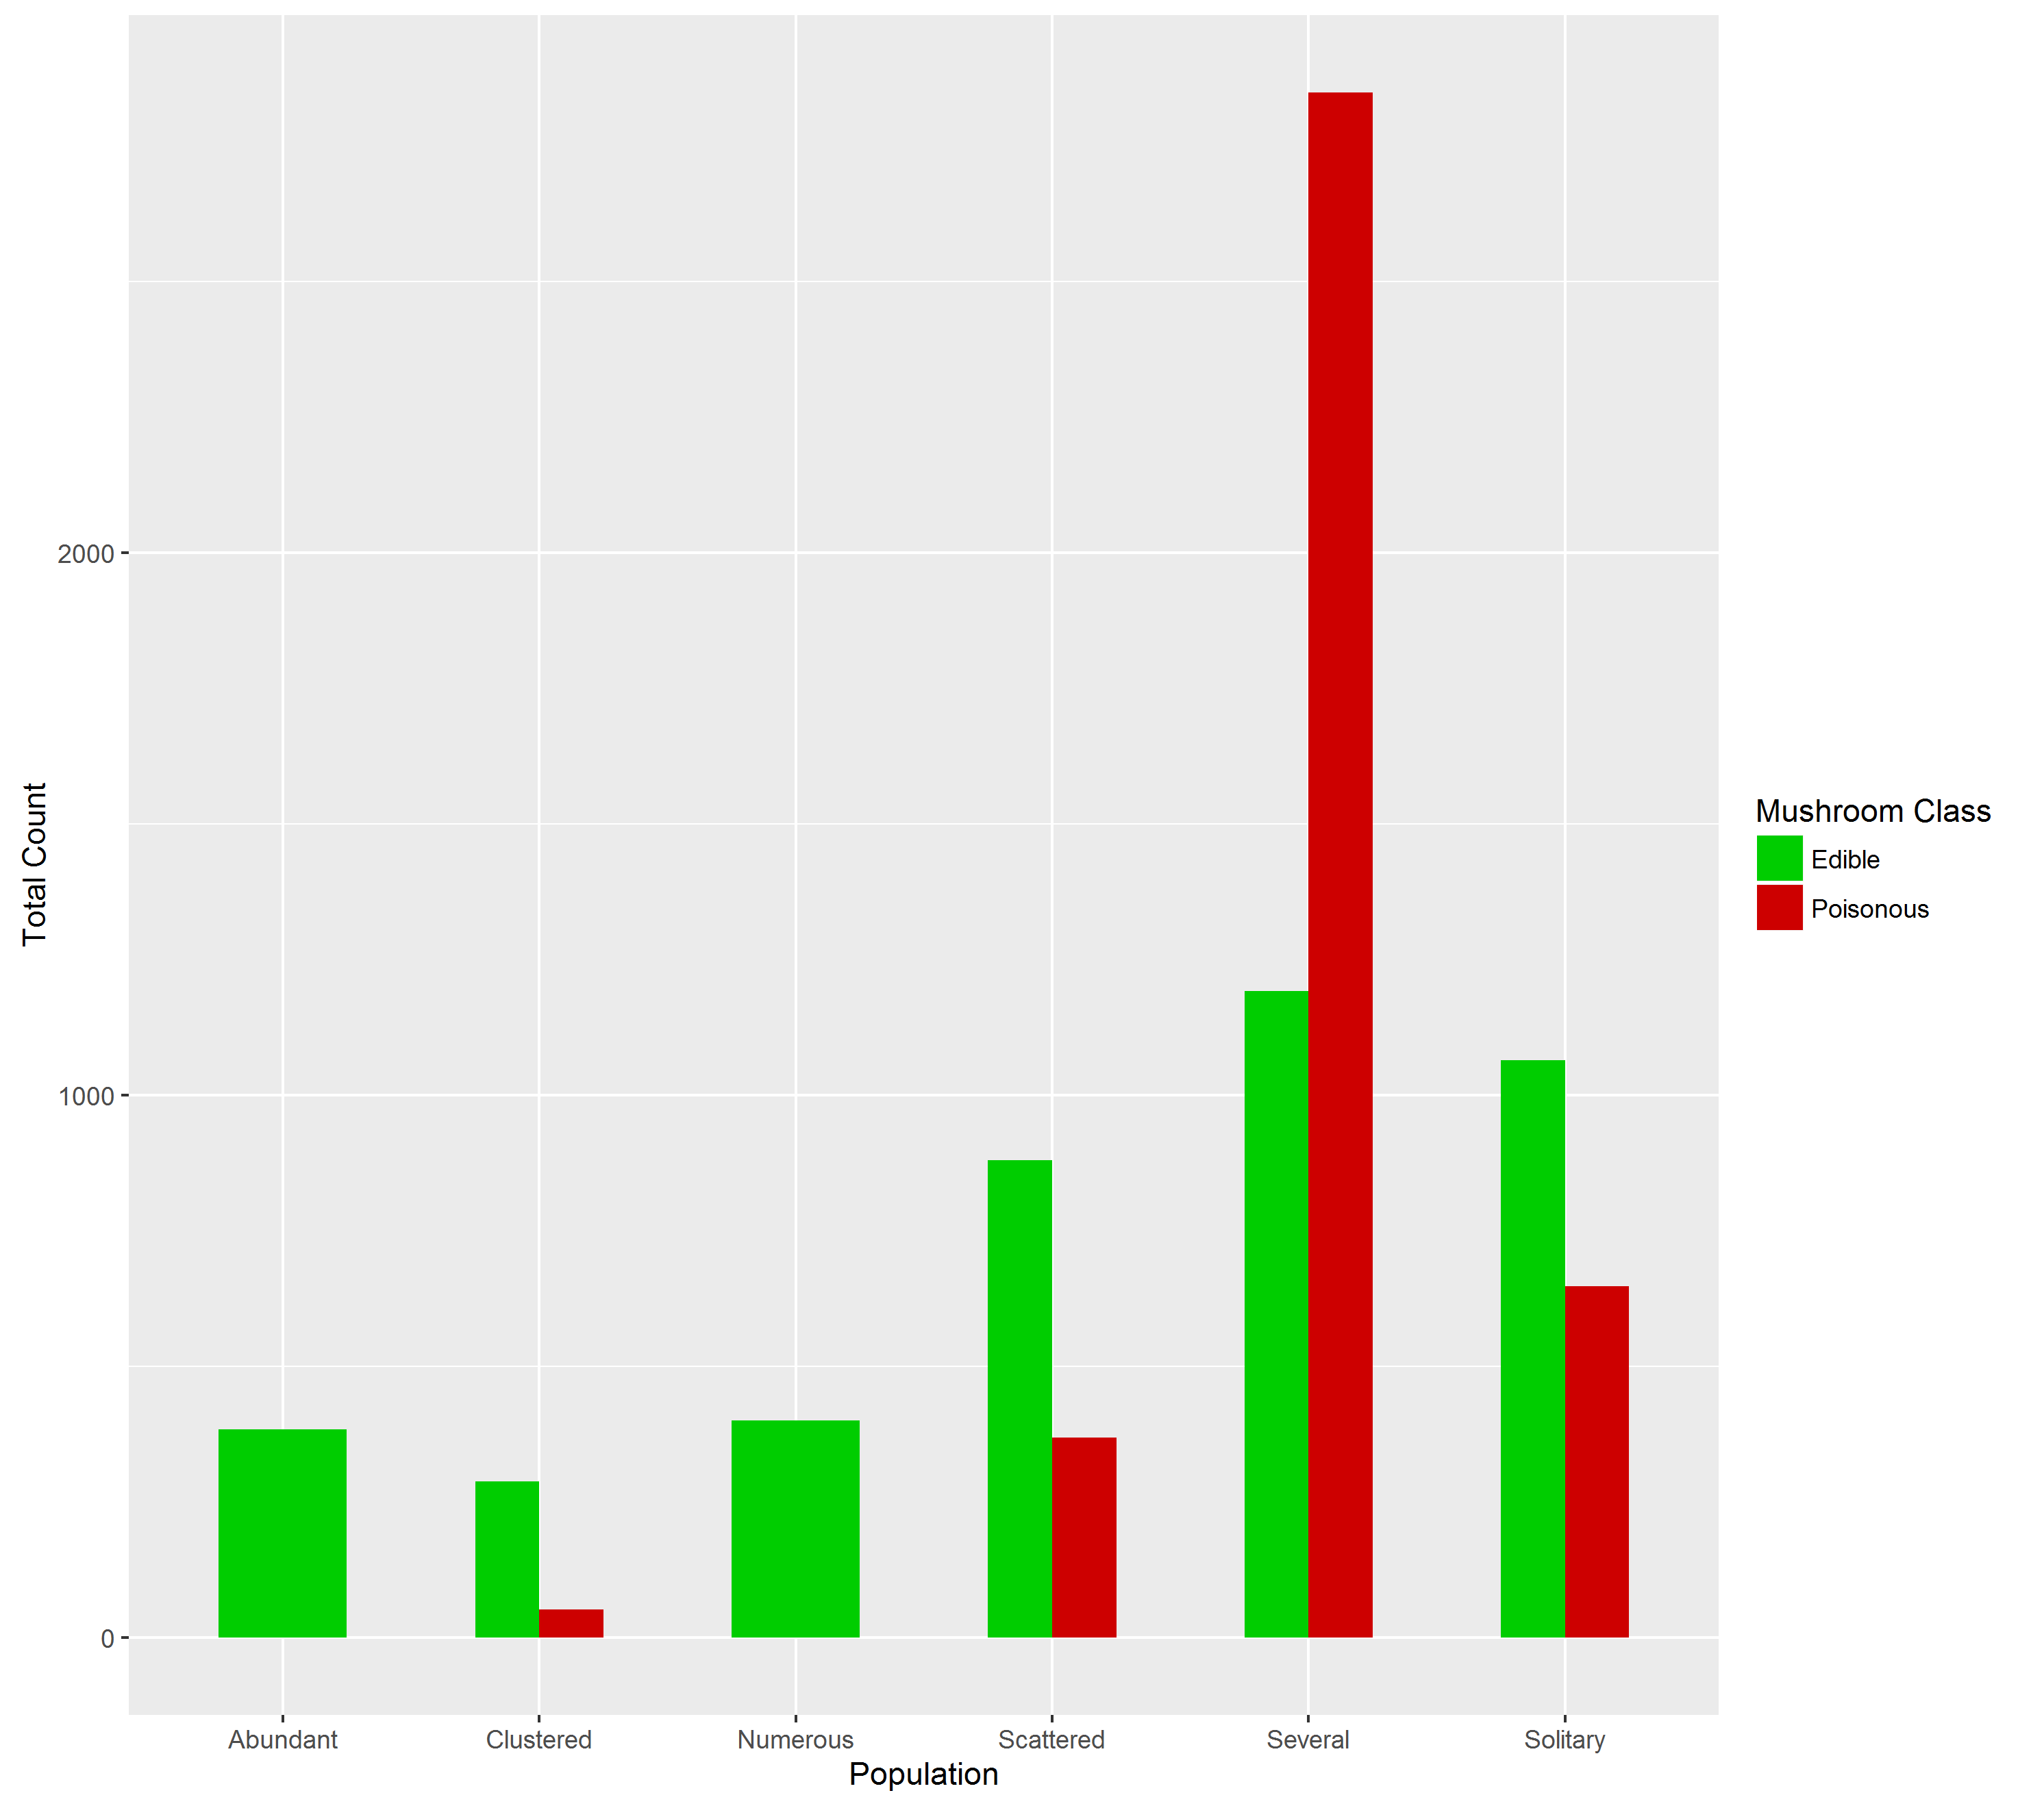 2000
1000
0
Total Count
Abundant Clustered Numerous Scattered Several Solitary
Population
Mushroom Class
Edible
Poisonous